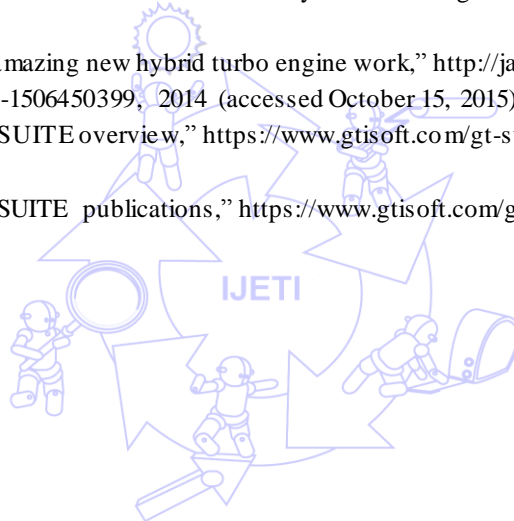 mazing new hybrid turbo engine work,” http://ja
-1506450399, 2014 (accessed October 15, 2015)
SUITE overview,” https://www.gtisoft.com/gt-s
SUITE publications,” https://www.gtisoft.com/g
IJETI